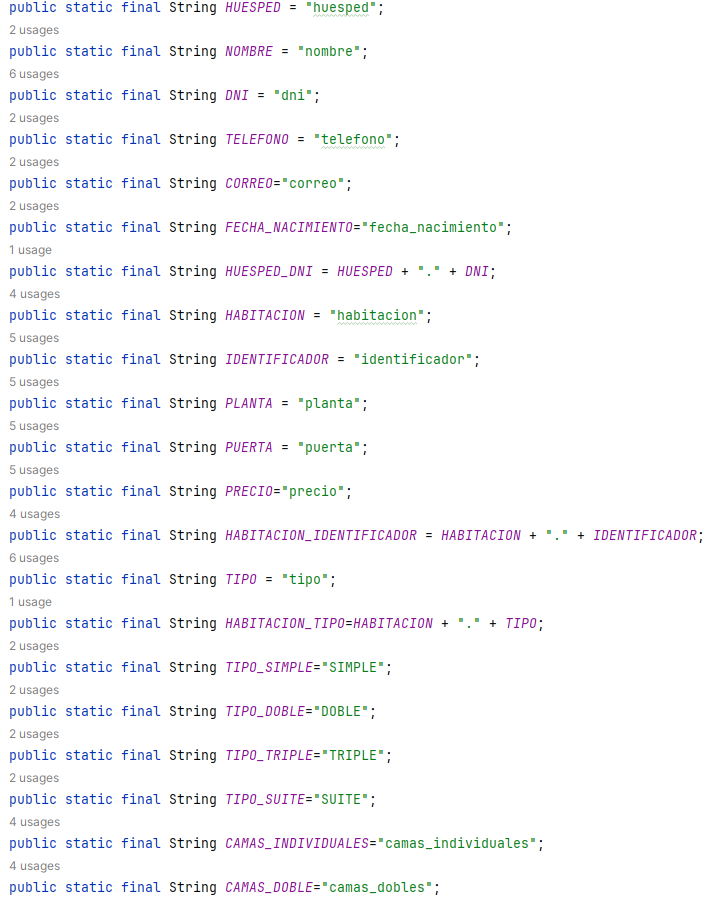 public static final String HUESPED = "huesped";
2 usages
public static final String NOMBRE = "nombre";
6 usages
public static final String DNI = "dni";
2 usages
public static final String TELEFONO = "telefono";
2 usages
public static final String CORREO="correo";
2 usages
public static final String FECHA_NACIMIENTO="fecha_nacimiento";
1 usage
public static final String HUESPED_DNI = HUESPED + "." + DNI;
4 usages
public static final String HABITACION = "habitacion";
5 usages
public static final String IDENTIFICADOR = "identificador";
5 usages
public static final String PLANTA = "planta";
5 usages
public static final String PUERTA = "puerta";
5 usages
public static final String PRECIO="precio";
4 usages
public static final String HABITACION_IDENTIFICADOR = HABITACION + "." + IDENTIFICADOR;
6 usages
public static final String TIPO = "tipo";
1 usage
public static final String HABITACION_TIPO=HABITACION + "." + TIPO;
2 usages
public static final String TIPO_SIMPLE="SIMPLE";
2 usages
public static final String TIPO_DOBLE="DOBLE";
2 usages
public static final String TIPO_TRIPLE="TRIPLE";
2 usages
public static final String TIPO_SUITE="SUITE";
4 usages
public static final String CAMAS_INDIVIDUALES="camas_individuales";
4 usages
public static final String CAMAS_DOBLE="camas_dobles";